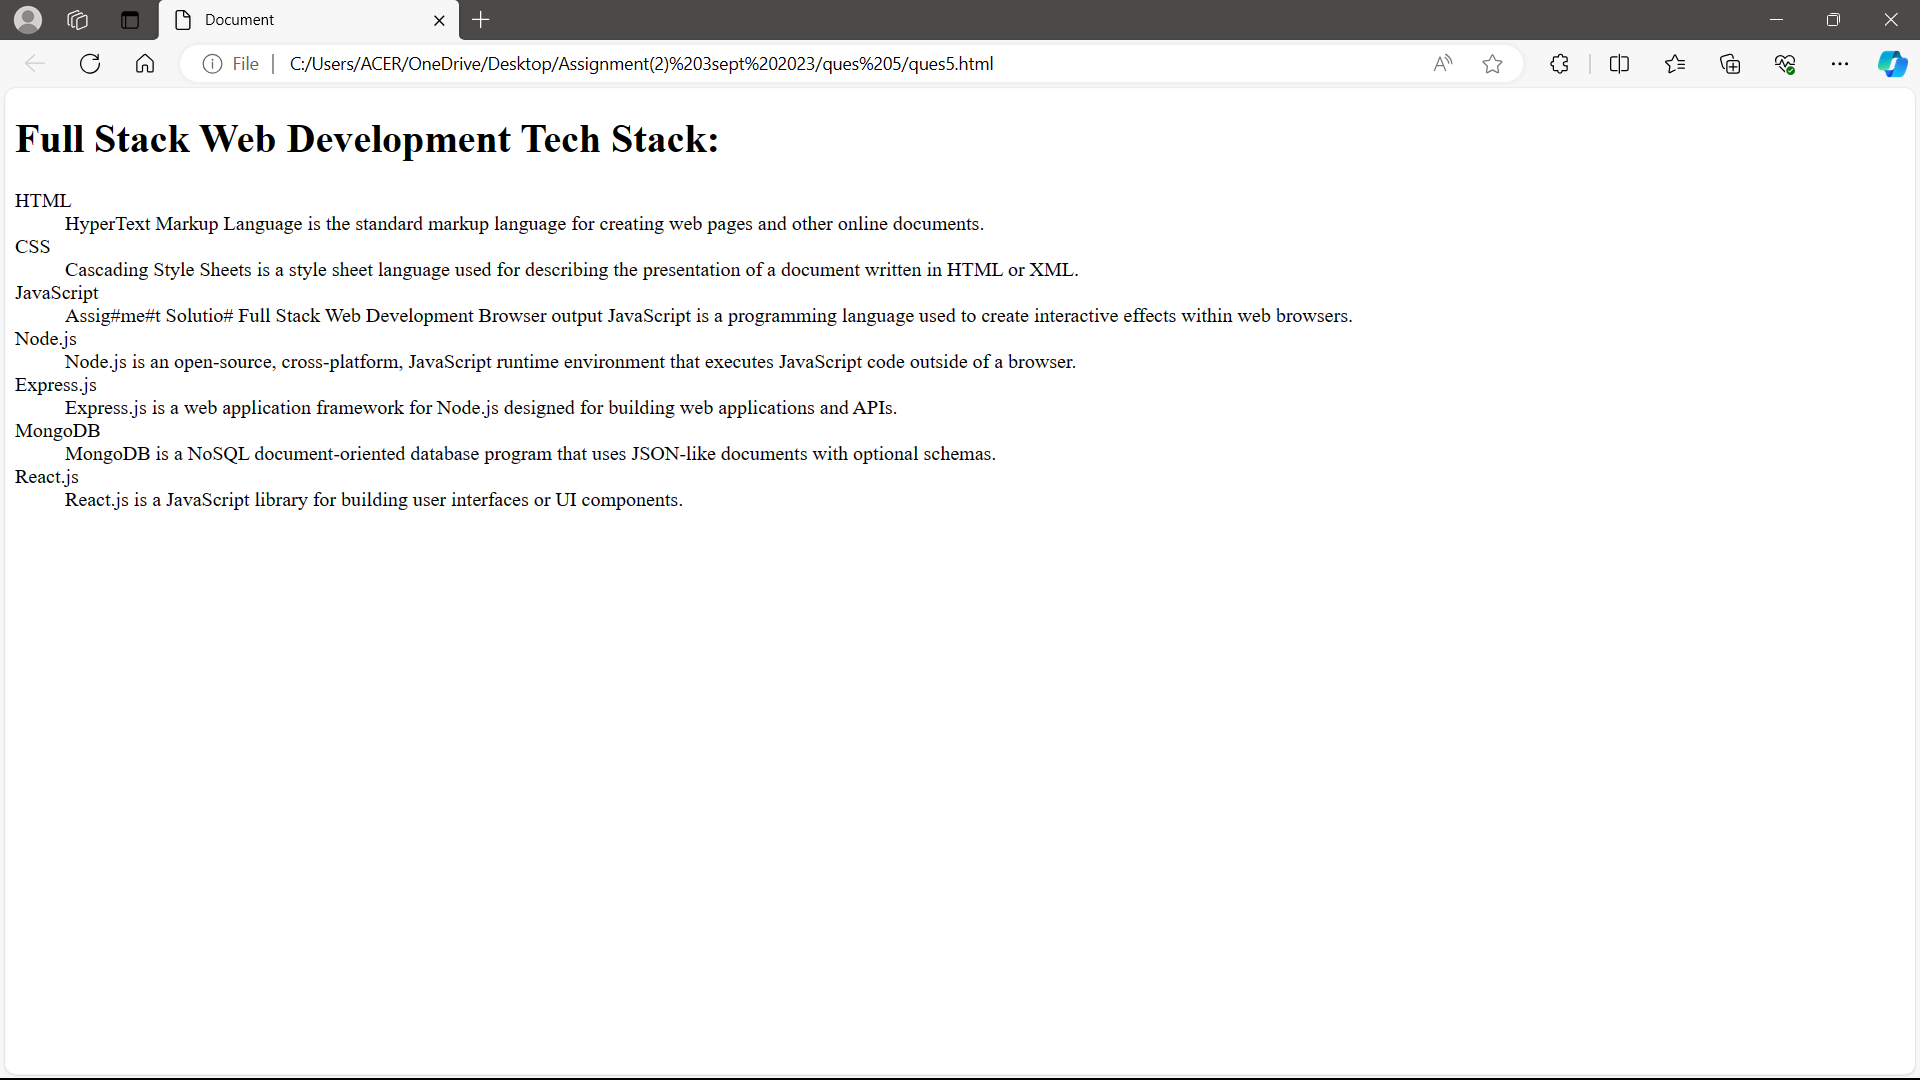 Document
File
C:/Users/ACER/OneDrive/Desktop/Assignment(2)%203sept%202023/ques%205/ques5.html
Full Stack Web Development Tech Stack:
HTML
HyperText Markup Language is the standard markup language for creating web pages and other online documents.
CSS
Cascading Style Sheets is a style sheet language used for describing the presentation of a document written in HTML or XML.
JavaScript
Assig#me#t Solutio# Full Stack Web Development Browser output JavaScript is a programming language used to create interactive effects within web browsers.
Node.js
Node.js is an open-source, cross-platform, JavaScript runtime environment that executes JavaScript code outside of a browser.
Express.js
Express.js is a web application framework for Node.js designed for building web applications and APIs.
MongoDB
MongoDB is a NoSQL document-oriented database program that uses JSON-like documents with optional schemas.
React.js
React.js is a JavaScript library for building user interfaces or UI components.